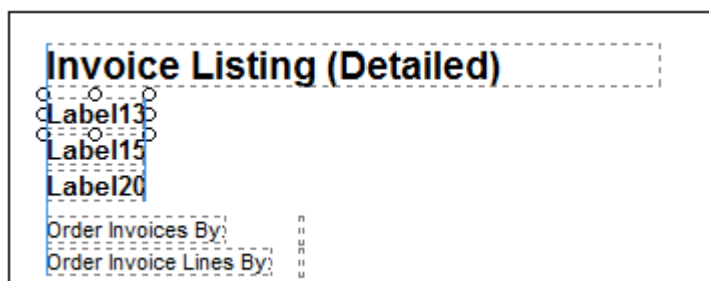 Invoice Listing (Detailed)
Label13
Label15
Label20
Order Invoices By:
Order Invoice Lines By: